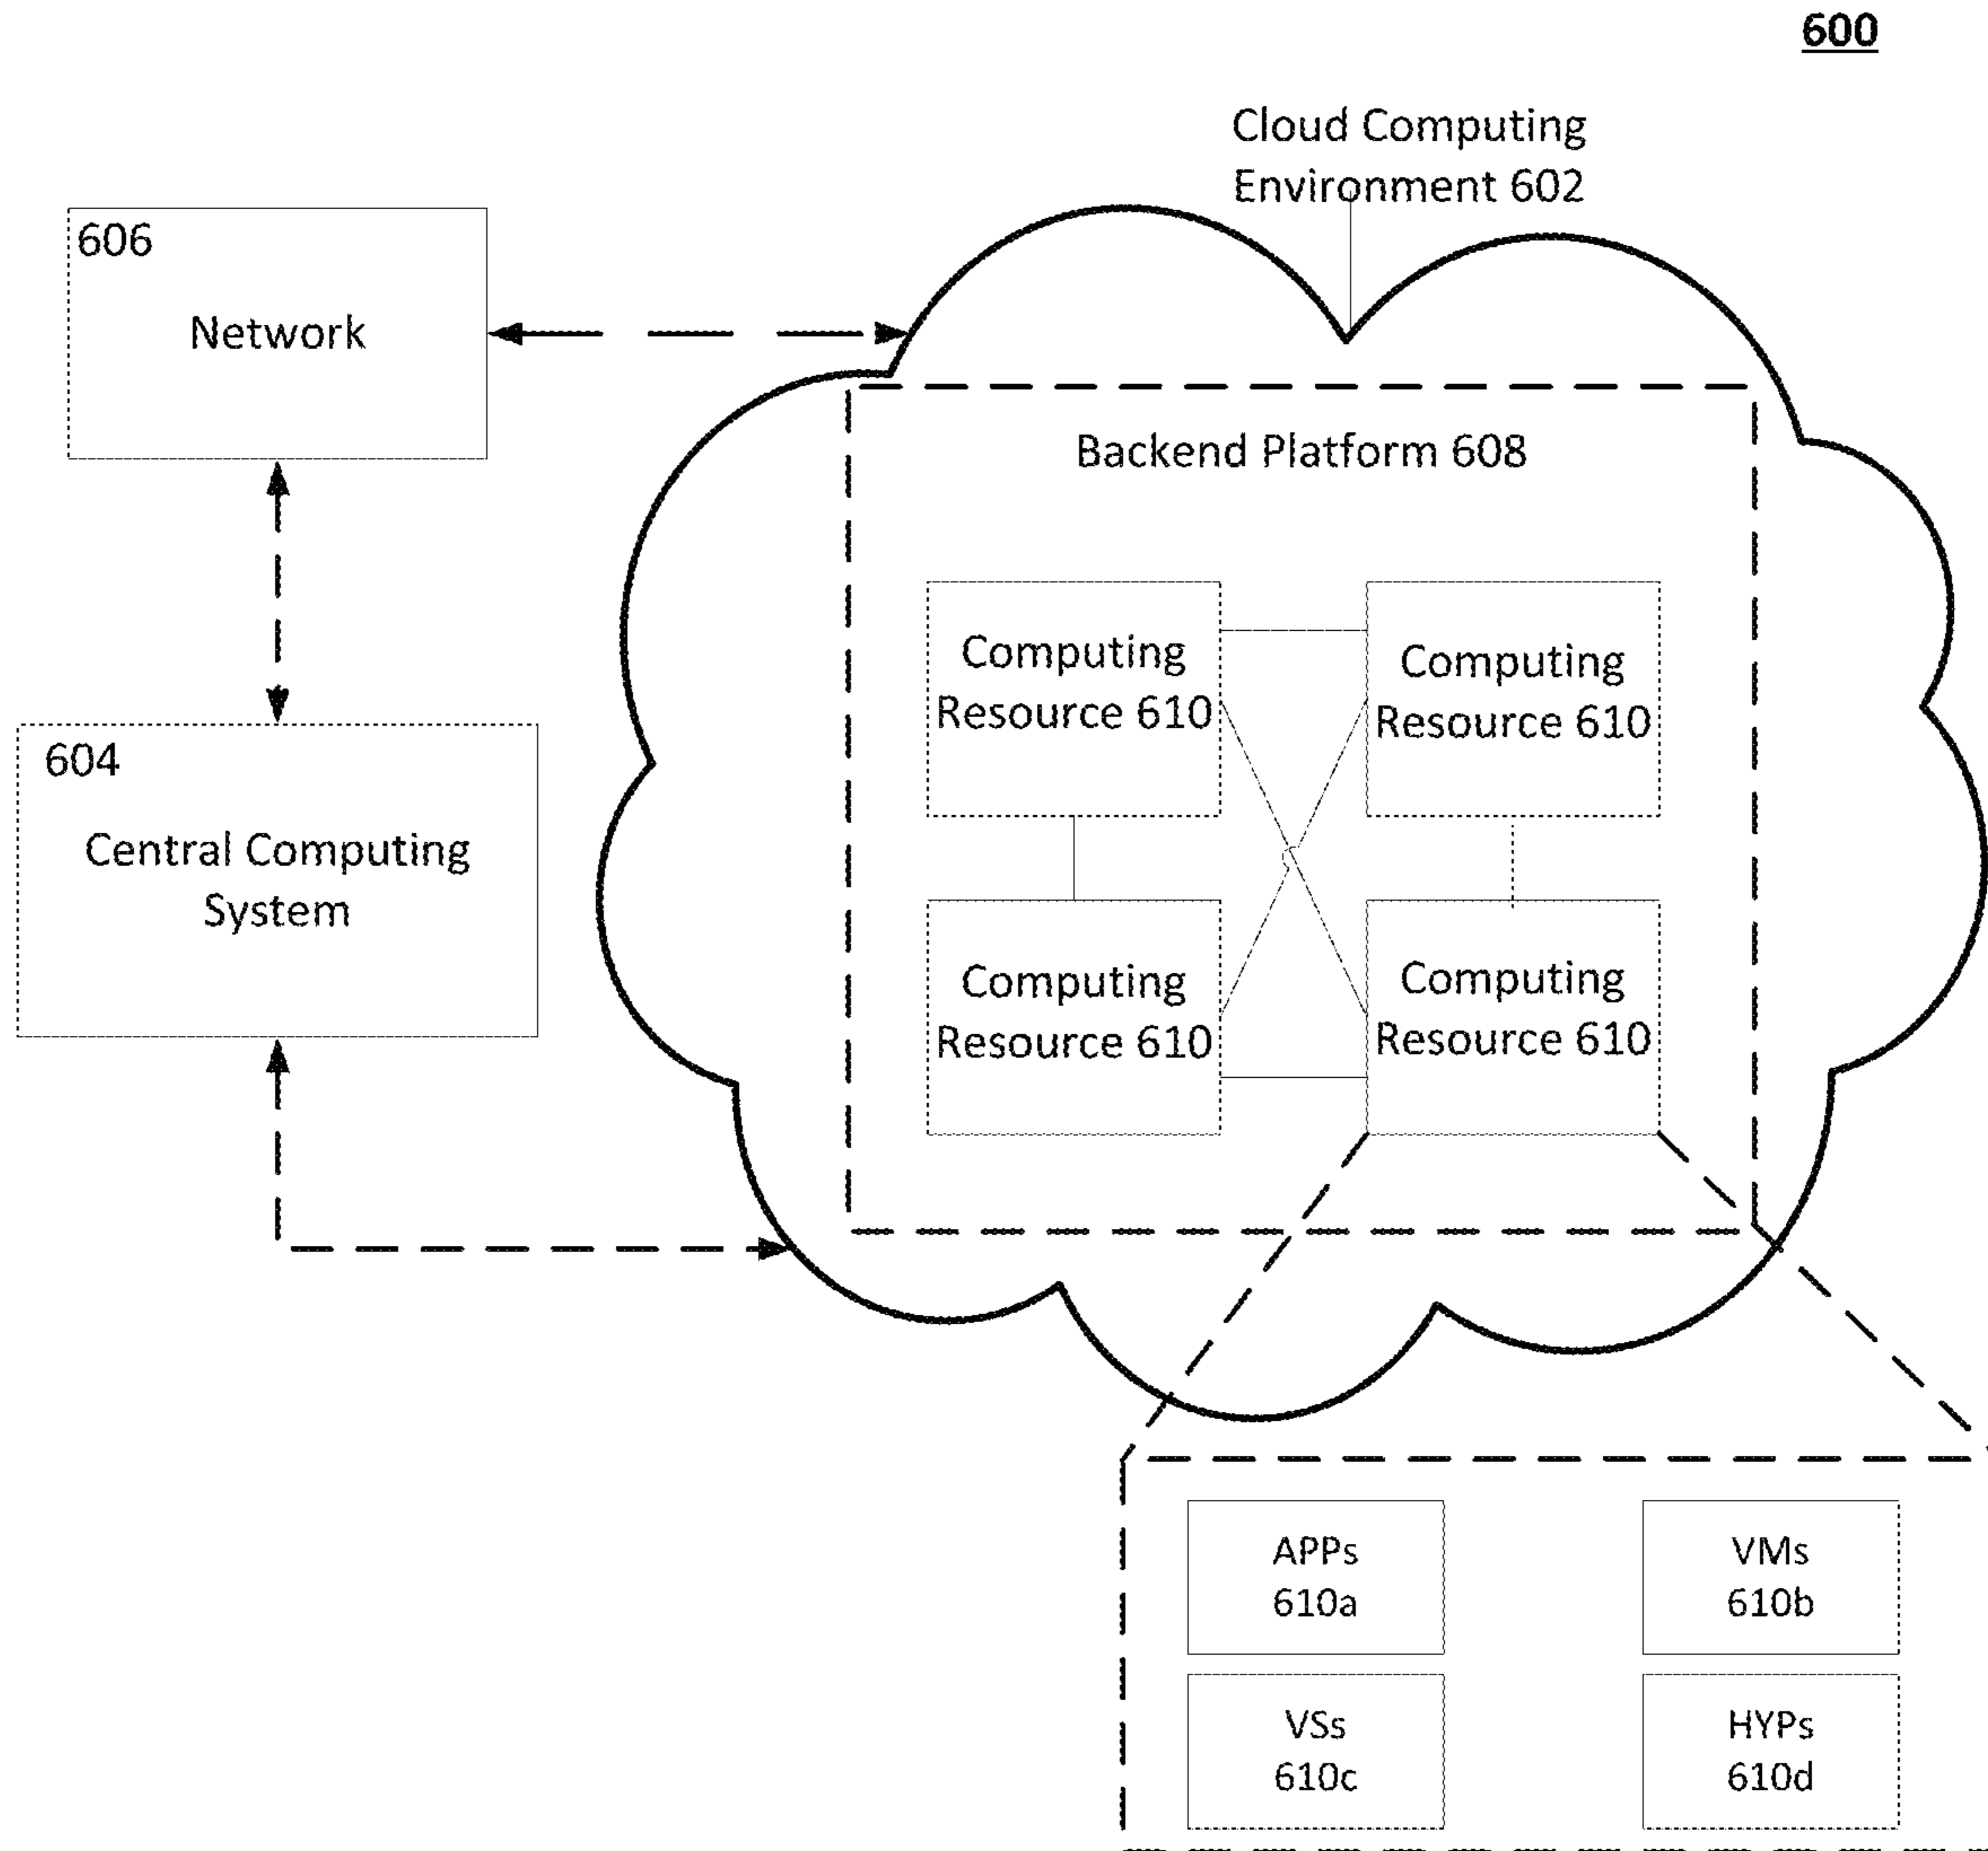 600
Cloud Computing
Environment 602
606
Network
Backend Platform 608
Computing
Resource 610
Computing
Resource 610
604
Central Computing
System
Computing
Resource 610
Computing
Resource 610
APPs
610a
VMs
610b
VSs
610c
HYPs
610d